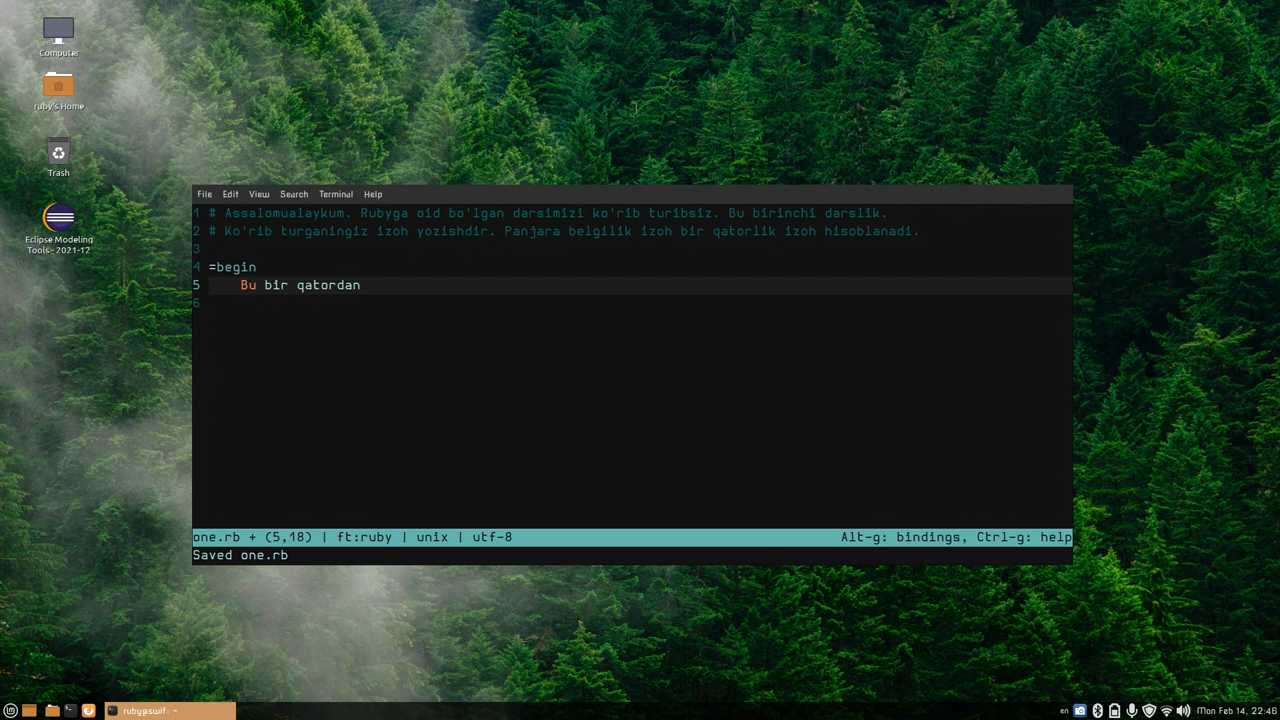 Computer
ruby's Home
Trash
Eclipse Modeling
Tools - 2021-12
File Edit View Search Terminal Help
1 # Assalomualaykum. Rubyga oid bo'lgan darsimizi ko'rib turibsiz. Bu birinchi darslik.
2 # Ko'rib turganingiz izoh yozishdir. Panjara belgilik izoh bir qatorlik izoh hisoblanadi.
3
4 =begin
5     Bu bir qatordan
6
one.rb + (5,18) | ft:ruby | unix | utf-8 Alt-g: bindings, Ctrl-g: help
Saved one.rb
ruby@swif: ~ en Mon Feb 14, 22:46